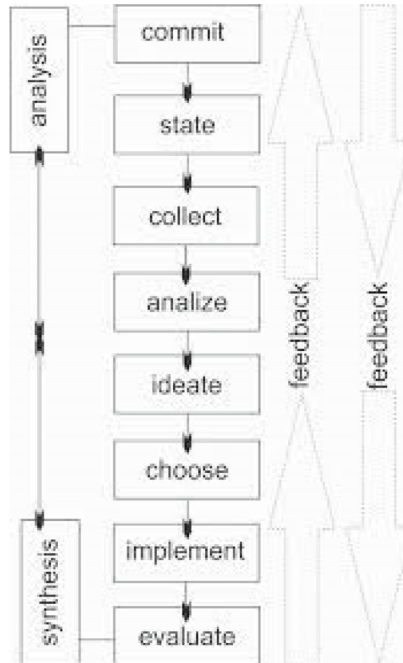 analysis
commit
state
collect
analize
ideate
choose
implement
evaluate
synthesis
feedback
feedback